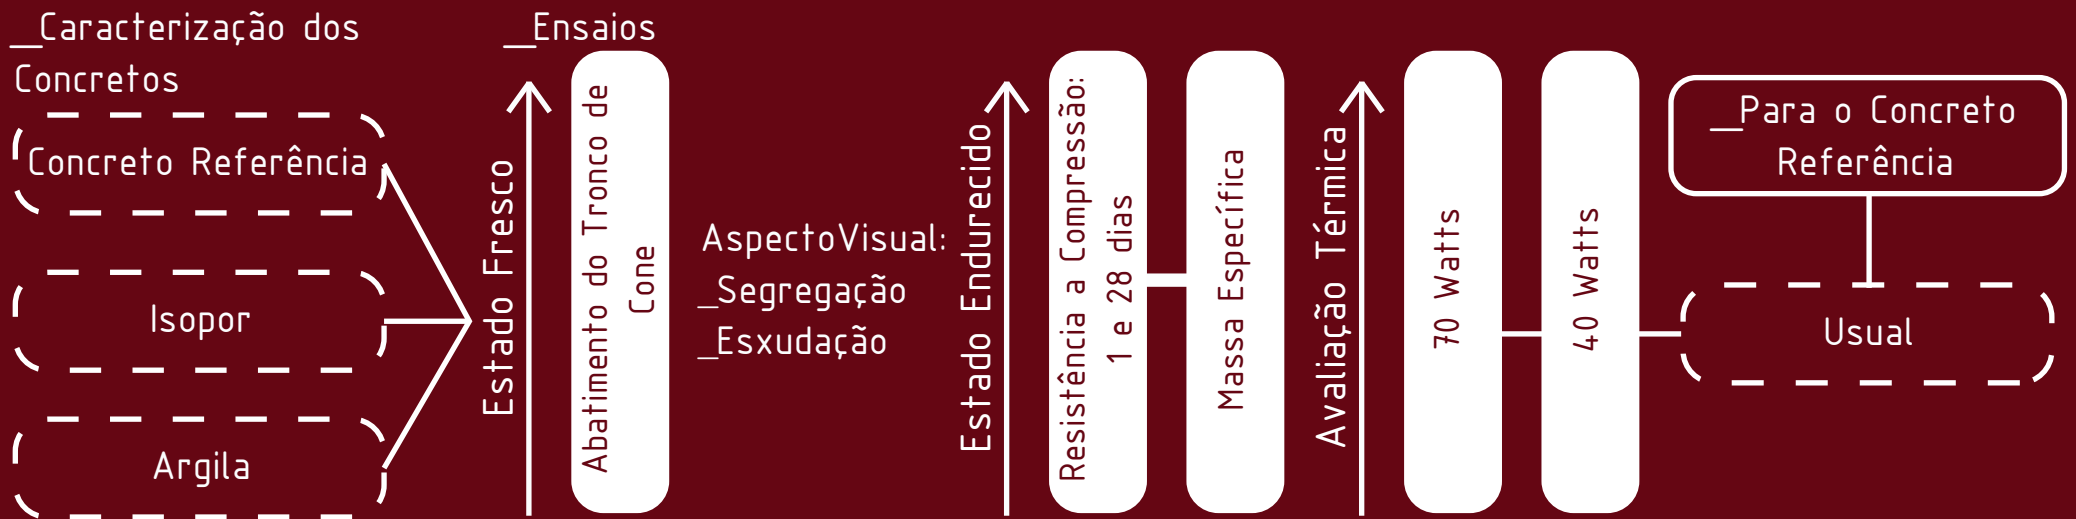 _Caracterização dos
Concretos
Concreto Referência
Isopor
Argila
_Ensaios
Estado Fresco
Abatimento do Tronco de
Cone
AspectoVisual:
_Segregação
_Esxudação
Estado Endurecido
Resistência a Compressão:
1 e 28 dias
Massa Específica
Avaliação Térmica
70 Watts
40 Watts
_Para o Concreto
Referência
Usual